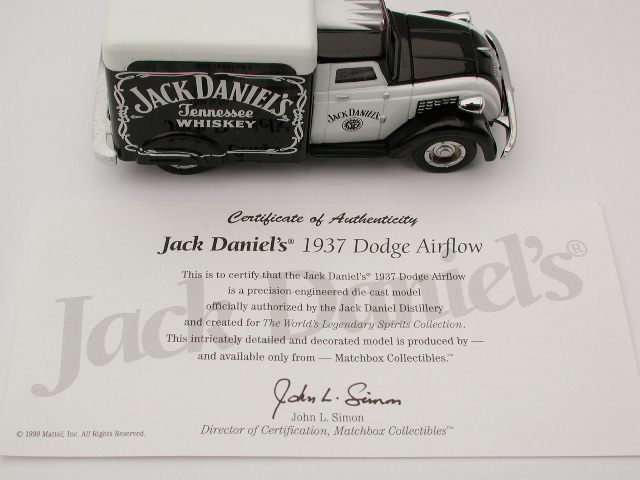 JACK DANIEL'S
Tennessee
WHISKEY
JACK DANIEL'S
Certificate of Authenticity
Jack Daniel's® 1937 Dodge Airflow
Jack Daniel's®
This is to certify that the Jack Daniel's® 1937 Dodge Airflow
is a precision-engineered die-cast model
officially authorized by the Jack Daniel Distillery
and created for The World's Legendary Spirits Collection.
This intricately detailed and decorated model is produced by —
and available only from — Matchbox Collectibles.™
John L. Simon
John L. Simon
Director of Certification, Matchbox Collectibles™
© 1999 Mattel, Inc. All Rights Reserved.